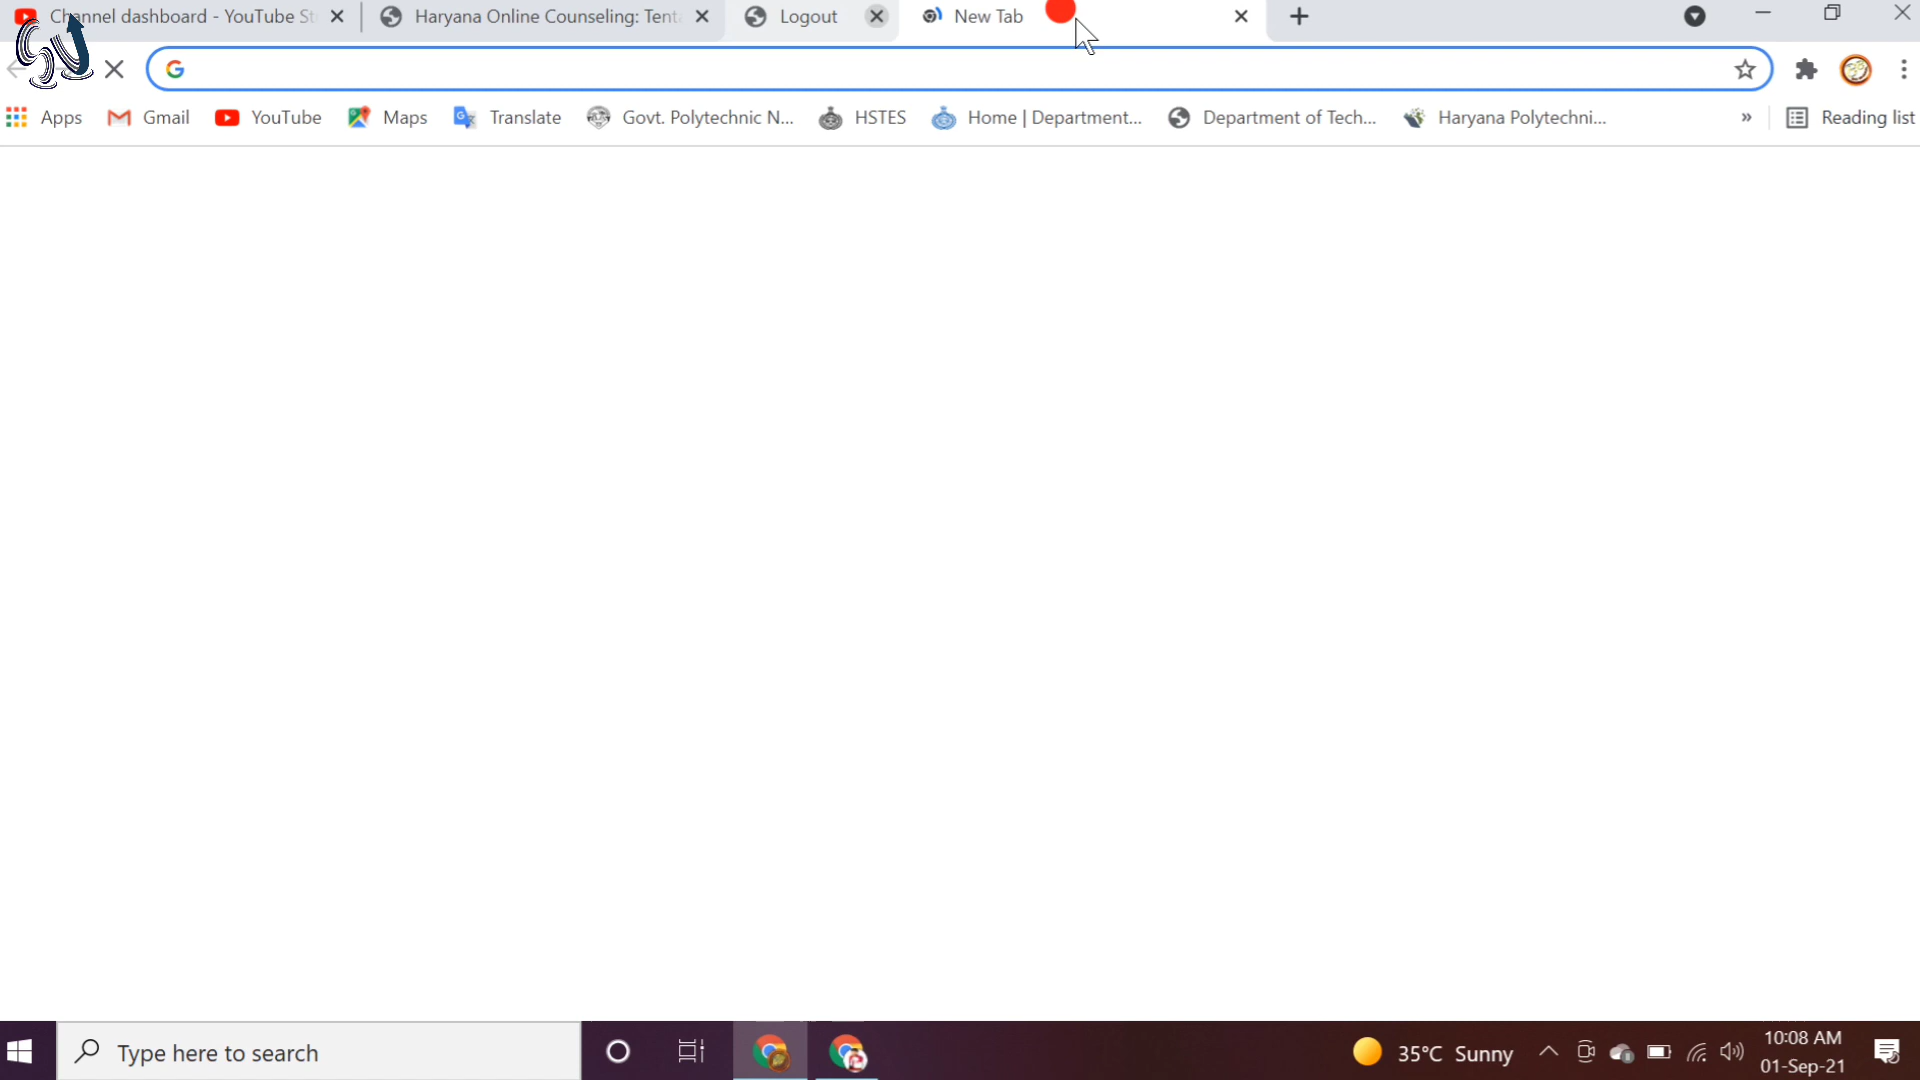 Channel dashboard - YouTube St
Haryana Online Counseling: Tenta
Logout
New Tab
Apps
Gmail
YouTube
Maps
Translate
Govt. Polytechnic N...
HSTES
Home | Department...
Department of Tech...
Haryana Polytechni...
»
Reading list
Type here to search
35°C Sunny
10:08 AM
01-Sep-21